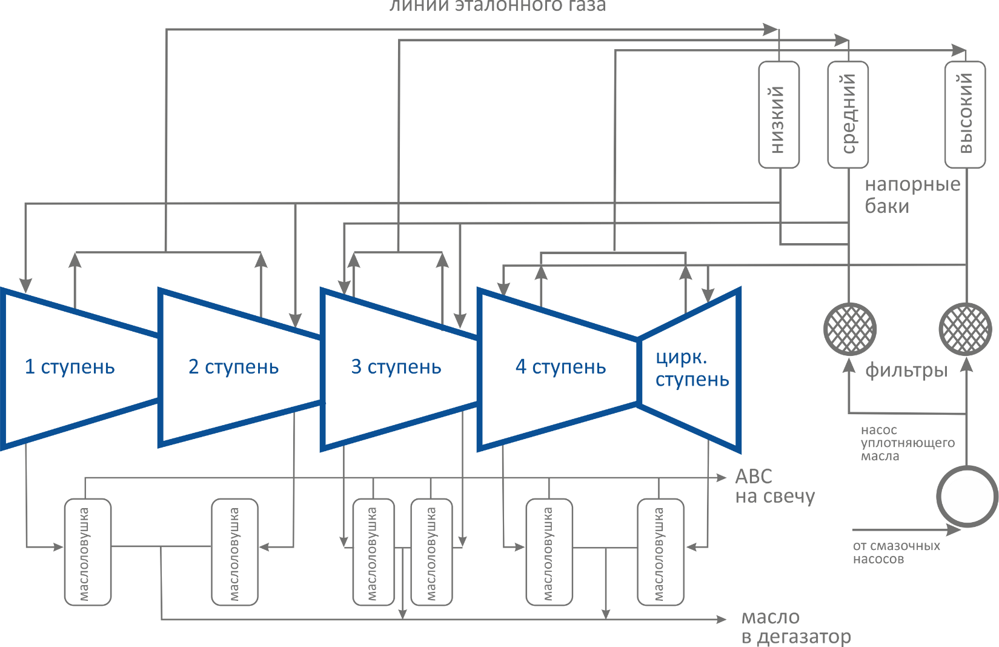 линии эталонного газа
низкий
средний
высокий
напорные
баки
1 ступень
2 ступень
3 ступень
4 ступень
цирк.
ступень
фильтры
насос
уплотняющего
масла
АВС
на свечу
маслоловушка
маслоловушка
маслоловушка
маслоловушка
маслоловушка
маслоловушка
от смазочных
насосов
масло
в дегазатор